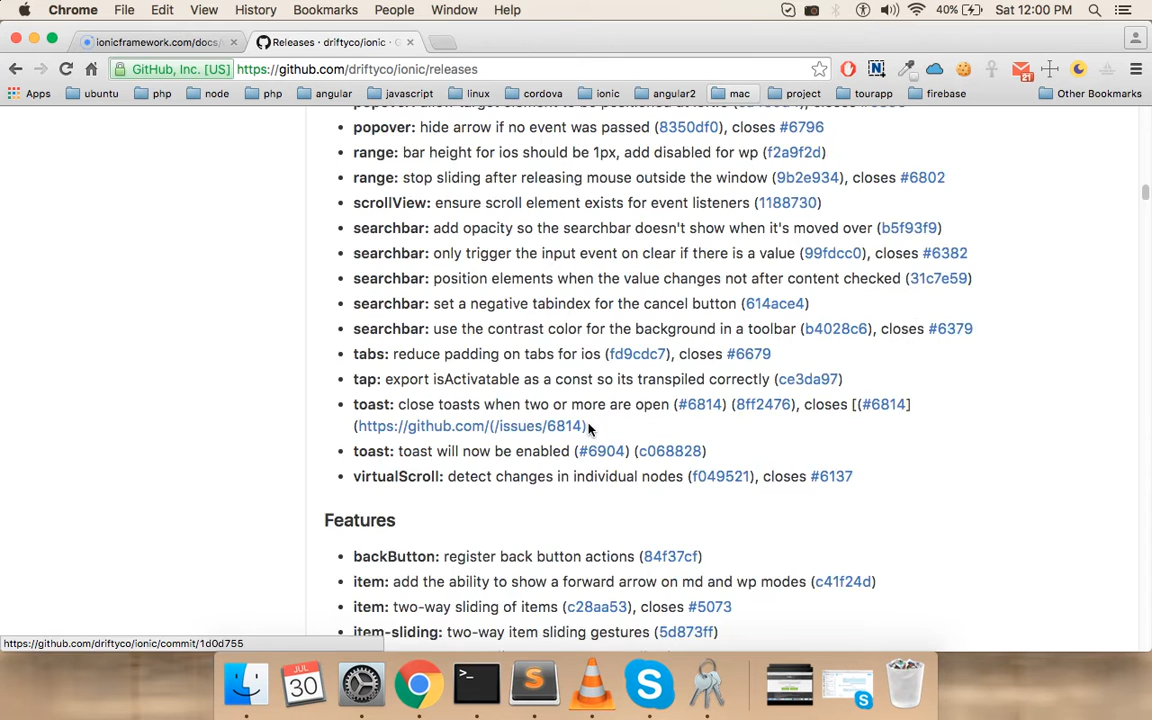 Chrome File Edit View History Bookmarks People Window Help 40% Sat 12:00 PM
ionicframework.com/docs/ Releases · driftyco/ionic · G
GitHub, Inc. [US] https://github.com/driftyco/ionic/releases 21
Apps ubuntu php node php angular javascript linux cordova ionic angular2 mac project tourapp firebase Other Bookmarks
popover: hide arrow if no event was passed (8350df0), closes #6796
range: bar height for ios should be 1px, add disabled for wp (f2a9f2d)
range: stop sliding after releasing mouse outside the window (9b2e934), closes #6802
scrollView: ensure scroll element exists for event listeners (1188730)
searchbar: add opacity so the searchbar doesn't show when it's moved over (b5f93f9)
searchbar: only trigger the input event on clear if there is a value (99fdcc0), closes #6382
searchbar: position elements when the value changes not after content checked (31c7e59)
searchbar: set a negative tabindex for the cancel button (614ace4)
searchbar: use the contrast color for the background in a toolbar (b4028c6), closes #6379
tabs: reduce padding on tabs for ios (fd9cdc7), closes #6679
tap: export isActivatable as a const so its transpiled correctly (ce3da97)
toast: close toasts when two or more are open (#6814) (8ff2476), closes [(#6814]
(https://github.com/(/issues/6814)
toast: toast will now be enabled (#6904) (c068828)
virtualScroll: detect changes in individual nodes (f049521), closes #6137
Features
backButton: register back button actions (84f37cf)
item: add the ability to show a forward arrow on md and wp modes (c41f24d)
item: two-way sliding of items (c28aa53), closes #5073
item-sliding: two-way item sliding gestures (5d873ff)
https://github.com/driftyco/ionic/commit/1d0d755
JUL
30